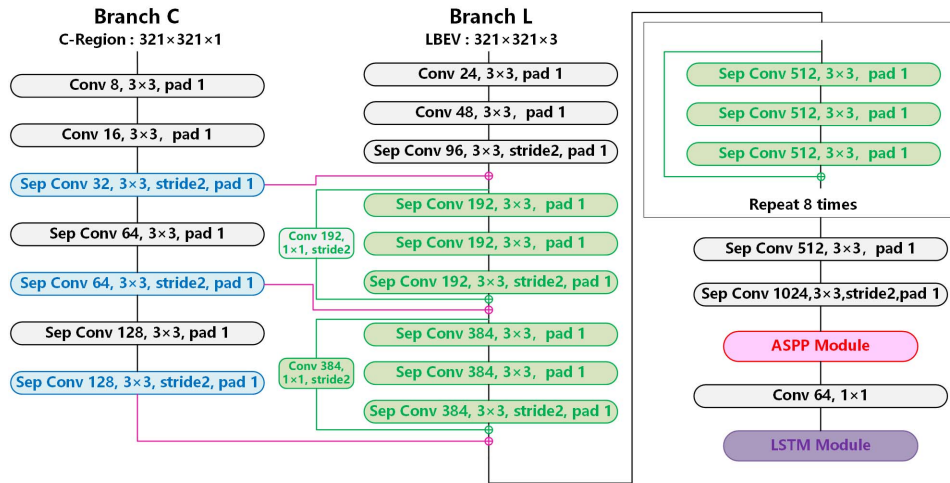 Branch C
C-Region : 321×321×1
Conv 8, 3×3, pad 1
Conv 16, 3×3, pad 1
Sep Conv 32, 3×3, stride2, pad 1
Sep Conv 64, 3×3, pad 1
Sep Conv 64, 3×3, stride2, pad 1
Sep Conv 128, 3×3, pad 1
Sep Conv 128, 3×3, stride2, pad 1
Branch L
LBEV : 321×321×3
Conv 24, 3×3, pad 1
Conv 48, 3×3, pad 1
Sep Conv 96, 3×3, stride2, pad 1
Sep Conv 192, 3×3, pad 1
Sep Conv 192, 3×3, pad 1
Sep Conv 192, 3×3, stride2, pad 1
Conv 192,
1×1, stride2
Sep Conv 384, 3×3, pad 1
Sep Conv 384, 3×3, pad 1
Sep Conv 384, 3×3, stride2, pad 1
Conv 384,
1×1, stride2
Sep Conv 512, 3×3, pad 1
Sep Conv 512, 3×3, pad 1
Sep Conv 512, 3×3, pad 1
Repeat 8 times
Sep Conv 512, 3×3, pad 1
Sep Conv 1024,3×3,stride2,pad 1
ASPP Module
Conv 64, 1×1
LSTM Module